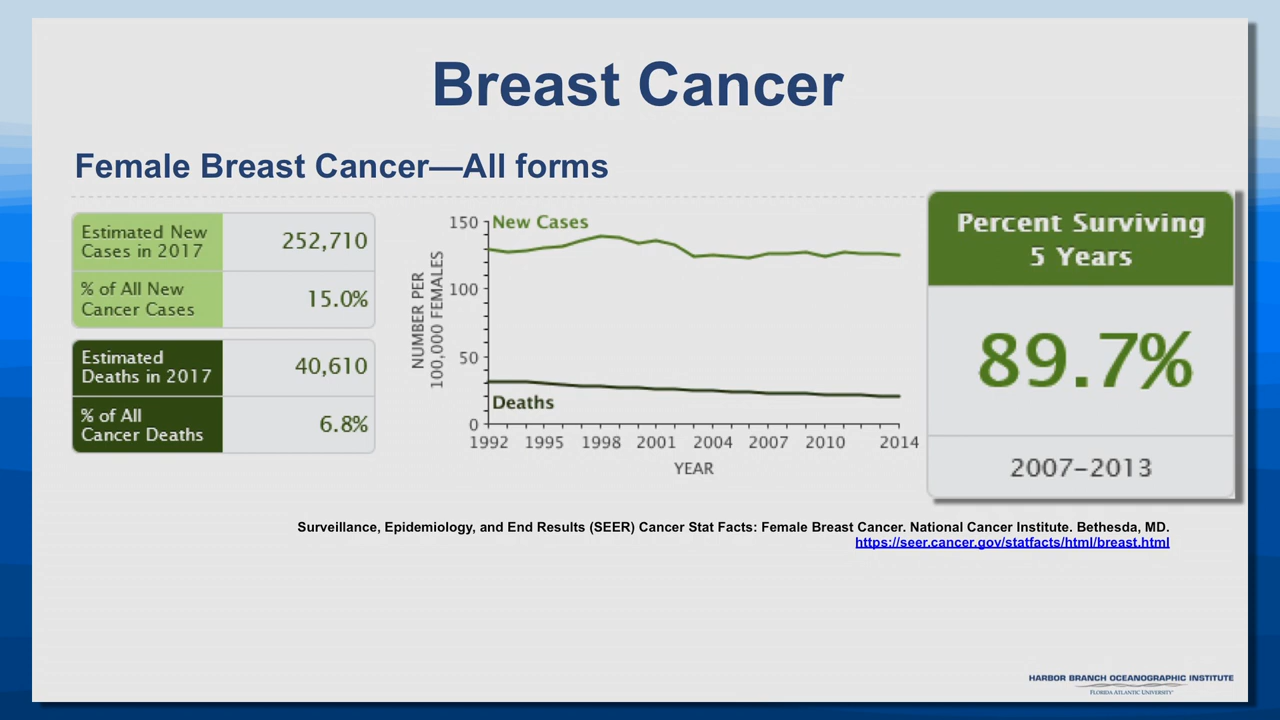 Breast Cancer
Female Breast Cancer—All forms
Estimated New
Cases in 2017
252,710
% of All New
Cancer Cases
15.0%
Estimated
Deaths in 2017
40,610
% of All
Cancer Deaths
6.8%
NUMBER PER
100,000 FEMALES
150
100
50
0
New Cases
Deaths
1992 1995 1998 2001 2004 2007 2010 2014
YEAR
Percent Surviving
5 Years
89.7%
2007–2013
Surveillance, Epidemiology, and End Results (SEER) Cancer Stat Facts: Female Breast Cancer. National Cancer Institute. Bethesda, MD.
https://seer.cancer.gov/statfacts/html/breast.html
HARBOR BRANCH OCEANOGRAPHIC INSTITUTE
FLORIDA ATLANTIC UNIVERSITY